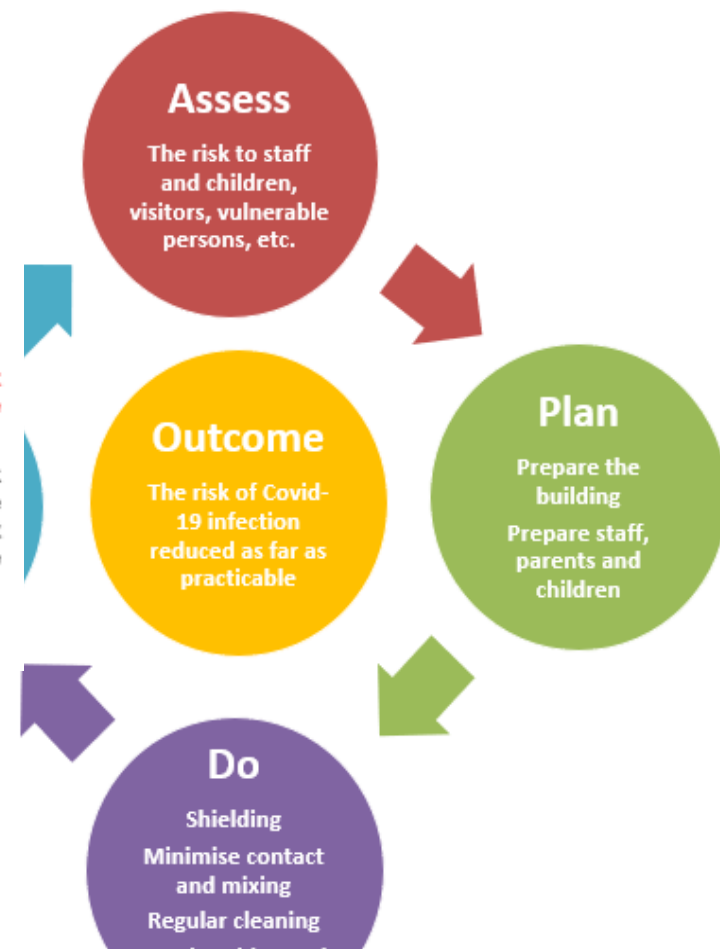 Assess
The risk to staff
and children,
visitors, vulnerable
persons, etc.
Outcome
The risk of Covid-
19 infection
reduced as far as
practicable
Plan
Prepare the
building
Prepare staff,
parents and
children
Do
Shielding
Minimise contact
and mixing
Regular cleaning